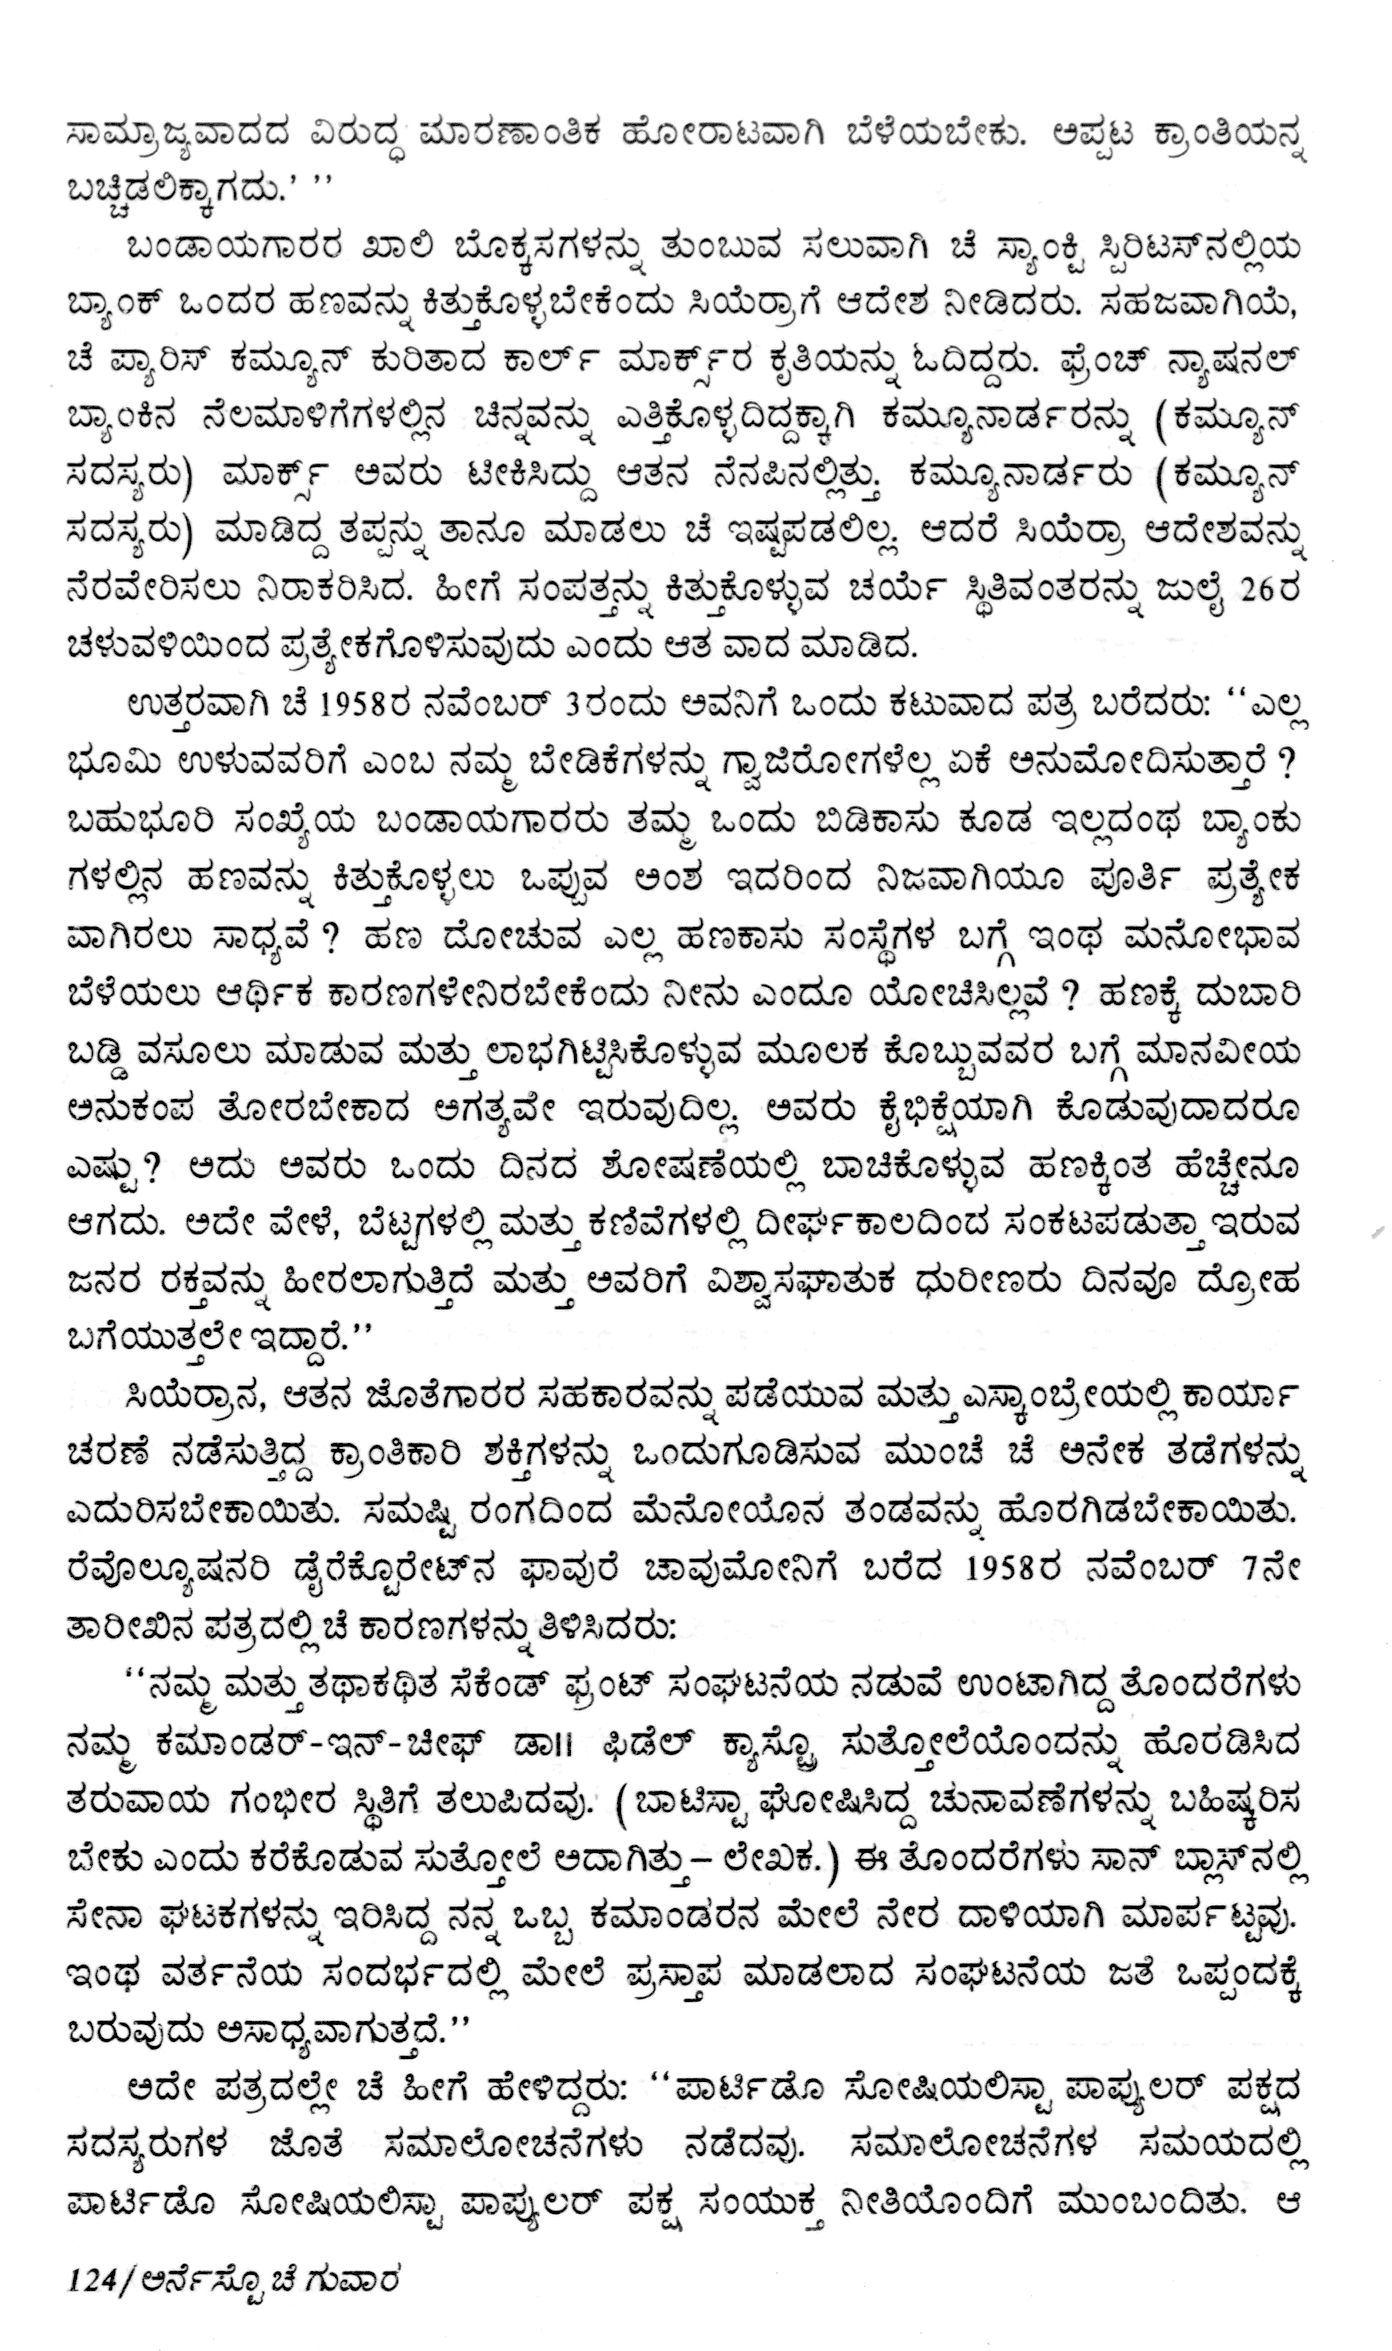 ಸಾಮ್ರಾಜ್ಯವಾದದ ವಿರುದ್ಧ ಮಾರಣಾಂತಿಕ ಹೋರಾಟವಾಗಿ ಬೆಳೆಯಬೇಕು. ಅಪ್ಪಟ ಕ್ರಾಂತಿಯನ್ನ
ಬಚ್ಚಿಡಲಿಕ್ಕಾಗದು.’ ’’
ಬಂಡಾಯಗಾರರ ಖಾಲಿ ಬೊಕ್ಕಸಗಳನ್ನು ತುಂಬುವ ಸಲುವಾಗಿ ಚೆ ಸ್ಯಾಂಕ್ಟಿ ಸ್ಪಿರಿಟಸ್‌ನಲ್ಲಿಯ
ಬ್ಯಾಂಕ್ ಒಂದರ ಹಣವನ್ನು ಕಿತ್ತುಕೊಳ್ಳಬೇಕೆಂದು ಸಿಯೆರ್‍ರಾಗೆ ಆದೇಶ ನೀಡಿದರು. ಸಹಜವಾಗಿಯೆ,
ಚೆ ಪ್ಯಾರಿಸ್ ಕಮ್ಯೂನ್ ಕುರಿತಾದ ಕಾರ್ಲ್ ಮಾರ್ಕ್ಸ್‌ರ ಕೃತಿಯನ್ನು ಓದಿದ್ದರು. ಫ್ರೆಂಚ್ ನ್ಯಾಷನಲ್
ಬ್ಯಾಂಕಿನ ನೆಲಮಾಳಿಗೆಗಳಲ್ಲಿನ ಚಿನ್ನವನ್ನು ಎತ್ತಿಕೊಳ್ಳದಿದ್ದಕ್ಕಾಗಿ ಕಮ್ಯೂನಾರ್ಡರನ್ನು (ಕಮ್ಯೂನ್
ಸದಸ್ಯರು) ಮಾರ್ಕ್ಸ್ ಅವರು ಟೀಕಿಸಿದ್ದು ಆತನ ನೆನಪಿನಲ್ಲಿತ್ತು. ಕಮ್ಯೂನಾರ್ಡರು (ಕಮ್ಯೂನ್
ಸದಸ್ಯರು) ಮಾಡಿದ್ದ ತಪ್ಪನ್ನು ತಾನೂ ಮಾಡಲು ಚೆ ಇಷ್ಟಪಡಲಿಲ್ಲ. ಆದರೆ ಸಿಯೆರ್‍ರಾ ಆದೇಶವನ್ನು
ನೆರವೇರಿಸಲು ನಿರಾಕರಿಸಿದ. ಹೀಗೆ ಸಂಪತ್ತನ್ನು ಕಿತ್ತುಕೊಳ್ಳುವ ಚರ್ಯೆ ಸ್ಥಿತಿವಂತರನ್ನು ಜುಲೈ 26ರ
ಚಳುವಳಿಯಿಂದ ಪ್ರತ್ಯೇಕಗೊಳಿಸುವುದು ಎಂದು ಆತ ವಾದ ಮಾಡಿದ.
ಉತ್ತರವಾಗಿ ಚೆ 1958ರ ನವೆಂಬರ್ 3ರಂದು ಅವನಿಗೆ ಒಂದು ಕಟುವಾದ ಪತ್ರ ಬರೆದರು: ‘‘ಎಲ್ಲ
ಭೂಮಿ ಉಳುವವರಿಗೆ ಎಂಬ ನಮ್ಮ ಬೇಡಿಕೆಗಳನ್ನು ಗ್ವಾಜಿರೋಗಳೆಲ್ಲ ಏಕೆ ಅನುಮೋದಿಸುತ್ತಾರೆ ?
ಬಹುಭೂರಿ ಸಂಖ್ಯೆಯ ಬಂಡಾಯಗಾರರು ತಮ್ಮ ಒಂದು ಬಿಡಿಕಾಸು ಕೂಡ ಇಲ್ಲದಂಥ ಬ್ಯಾಂಕು
ಗಳಲ್ಲಿನ ಹಣವನ್ನು ಕಿತ್ತುಕೊಳ್ಳಲು ಒಪ್ಪುವ ಅಂಶ ಇದರಿಂದ ನಿಜವಾಗಿಯೂ ಪೂರ್ತಿ ಪ್ರತ್ಯೇಕ
ವಾಗಿರಲು ಸಾಧ್ಯವೆ ? ಹಣ ದೋಚುವ ಎಲ್ಲ ಹಣಕಾಸು ಸಂಸ್ಥೆಗಳ ಬಗ್ಗೆ ಇಂಥ ಮನೋಭಾವ
ಬೆಳೆಯಲು ಆರ್ಥಿಕ ಕಾರಣಗಳೇನಿರಬೇಕೆಂದು ನೀನು ಎಂದೂ ಯೋಚಿಸಿಲ್ಲವೆ ? ಹಣಕ್ಕೆ ದುಬಾರಿ
ಬಡ್ಡಿ ವಸೂಲು ಮಾಡುವ ಮತ್ತು ಲಾಭಗಿಟ್ಟಿಸಿಕೊಳ್ಳುವ ಮೂಲಕ ಕೊಬ್ಬುವವರ ಬಗ್ಗೆ ಮಾನವೀಯ
ಅನುಕಂಪ ತೋರಬೇಕಾದ ಅಗತ್ಯವೇ ಇರುವುದಿಲ್ಲ. ಅವರು ಕೈಭಿಕ್ಷೆಯಾಗಿ ಕೊಡುವುದಾದರೂ
ಎಷ್ಟು? ಅದು ಅವರು ಒಂದು ದಿನದ ಶೋಷಣೆಯಲ್ಲಿ ಬಾಚಿಕೊಳ್ಳುವ ಹಣಕ್ಕಿಂತ ಹೆಚ್ಚೇನೂ
ಆಗದು. ಅದೇ ವೇಳೆ, ಬೆಟ್ಟಗಳಲ್ಲಿ ಮತ್ತು ಕಣಿವೆಗಳಲ್ಲಿ ದೀರ್ಘಕಾಲದಿಂದ ಸಂಕಟಪಡುತ್ತಾ ಇರುವ
ಜನರ ರಕ್ತವನ್ನು ಹೀರಲಾಗುತ್ತಿದೆ ಮತ್ತು ಅವರಿಗೆ ವಿಶ್ವಾಸಘಾತುಕ ಧುರೀಣರು ದಿನವೂ ದ್ರೋಹ
ಬಗೆಯುತ್ತಲೇ ಇದ್ದಾರೆ.’’
ಸಿಯೆರ್‍ರಾನ, ಆತನ ಜೊತೆಗಾರರ ಸಹಕಾರವನ್ನು ಪಡೆಯುವ ಮತ್ತು ಎಸ್ಕಾಂಬ್ರೇಯಲ್ಲಿ ಕಾರ್ಯಾ
ಚರಣೆ ನಡೆಸುತ್ತಿದ್ದ ಕ್ರಾಂತಿಕಾರಿ ಶಕ್ತಿಗಳನ್ನು ಒಂದುಗೂಡಿಸುವ ಮುಂಚೆ ಚೆ ಅನೇಕ ತಡೆಗಳನ್ನು
ಎದುರಿಸಬೇಕಾಯಿತು. ಸಮಷ್ಟಿ ರಂಗದಿಂದ ಮೆನೋಯೊನ ತಂಡವನ್ನು ಹೊರಗಿಡಬೇಕಾಯಿತು.
ರೆವೊಲ್ಯೂಷನರಿ ಡೈರೆಕ್ಟೊರೇಟ್‌ನ ಫಾವುರೆ ಚಾವುಮೋನಿಗೆ ಬರೆದ 1958ರ ನವೆಂಬರ್ 7ನೇ
ತಾರೀಖಿನ ಪತ್ರದಲ್ಲಿ ಚೆ ಕಾರಣಗಳನ್ನು ತಿಳಿಸಿದರು:
‘‘ನಮ್ಮ ಮತ್ತು ತಥಾಕಥಿತ ಸೆಕೆಂಡ್ ಫ್ರಂಟ್ ಸಂಘಟನೆಯ ನಡುವೆ ಉಂಟಾಗಿದ್ದ ತೊಂದರೆಗಳು
ನಮ್ಮ ಕಮಾಂಡರ್-ಇನ್-ಚೀಫ್ ಡಾ॥ ಫಿಡೆಲ್ ಕ್ಯಾಸ್ಟ್ರೊ ಸುತ್ತೋಲೆಯೊಂದನ್ನು ಹೊರಡಿಸಿದ
ತರುವಾಯ ಗಂಭೀರ ಸ್ಥಿತಿಗೆ ತಲುಪಿದವು. (ಬಾಟಿಸ್ಟಾ ಘೋಷಿಸಿದ್ದ ಚುನಾವಣೆಗಳನ್ನು ಬಹಿಷ್ಕರಿಸ
ಬೇಕು ಎಂದು ಕರೆಕೊಡುವ ಸುತ್ತೋಲೆ ಅದಾಗಿತ್ತು – ಲೇಖಕ.) ಈ ತೊಂದರೆಗಳು ಸಾನ್ ಬ್ಲಾಸ್‌ನಲ್ಲಿ
ಸೇನಾ ಘಟಕಗಳನ್ನು ಇರಿಸಿದ್ದ ನನ್ನ ಒಬ್ಬ ಕಮಾಂಡರನ ಮೇಲೆ ನೇರ ದಾಳಿಯಾಗಿ ಮಾರ್ಪಟ್ಟವು.
ಇಂಥ ವರ್ತನೆಯ ಸಂದರ್ಭದಲ್ಲಿ ಮೇಲೆ ಪ್ರಸ್ತಾಪ ಮಾಡಲಾದ ಸಂಘಟನೆಯ ಜತೆ ಒಪ್ಪಂದಕ್ಕೆ
ಬರುವುದು ಅಸಾಧ್ಯವಾಗುತ್ತದೆ.’’
ಅದೇ ಪತ್ರದಲ್ಲೇ ಚೆ ಹೀಗೆ ಹೇಳಿದ್ದರು: ‘‘ಪಾರ್ಟಿಡೊ ಸೋಷಿಯಲಿಸ್ಟಾ ಪಾಪ್ಯುಲರ್ ಪಕ್ಷದ
ಸದಸ್ಯರುಗಳ ಜೊತೆ ಸಮಾಲೋಚನೆಗಳು ನಡೆದವು. ಸಮಾಲೋಚನೆಗಳ ಸಮಯದಲ್ಲಿ
ಪಾರ್ಟಿಡೊ ಸೋಷಿಯಲಿಸ್ಟಾ ಪಾಪ್ಯುಲರ್ ಪಕ್ಷ ಸಂಯುಕ್ತ ನೀತಿಯೊಂದಿಗೆ ಮುಂಬಂದಿತು. ಆ
124/ಅರ್ನೆಸ್ಟೊ ಚೆ ಗುವಾರ